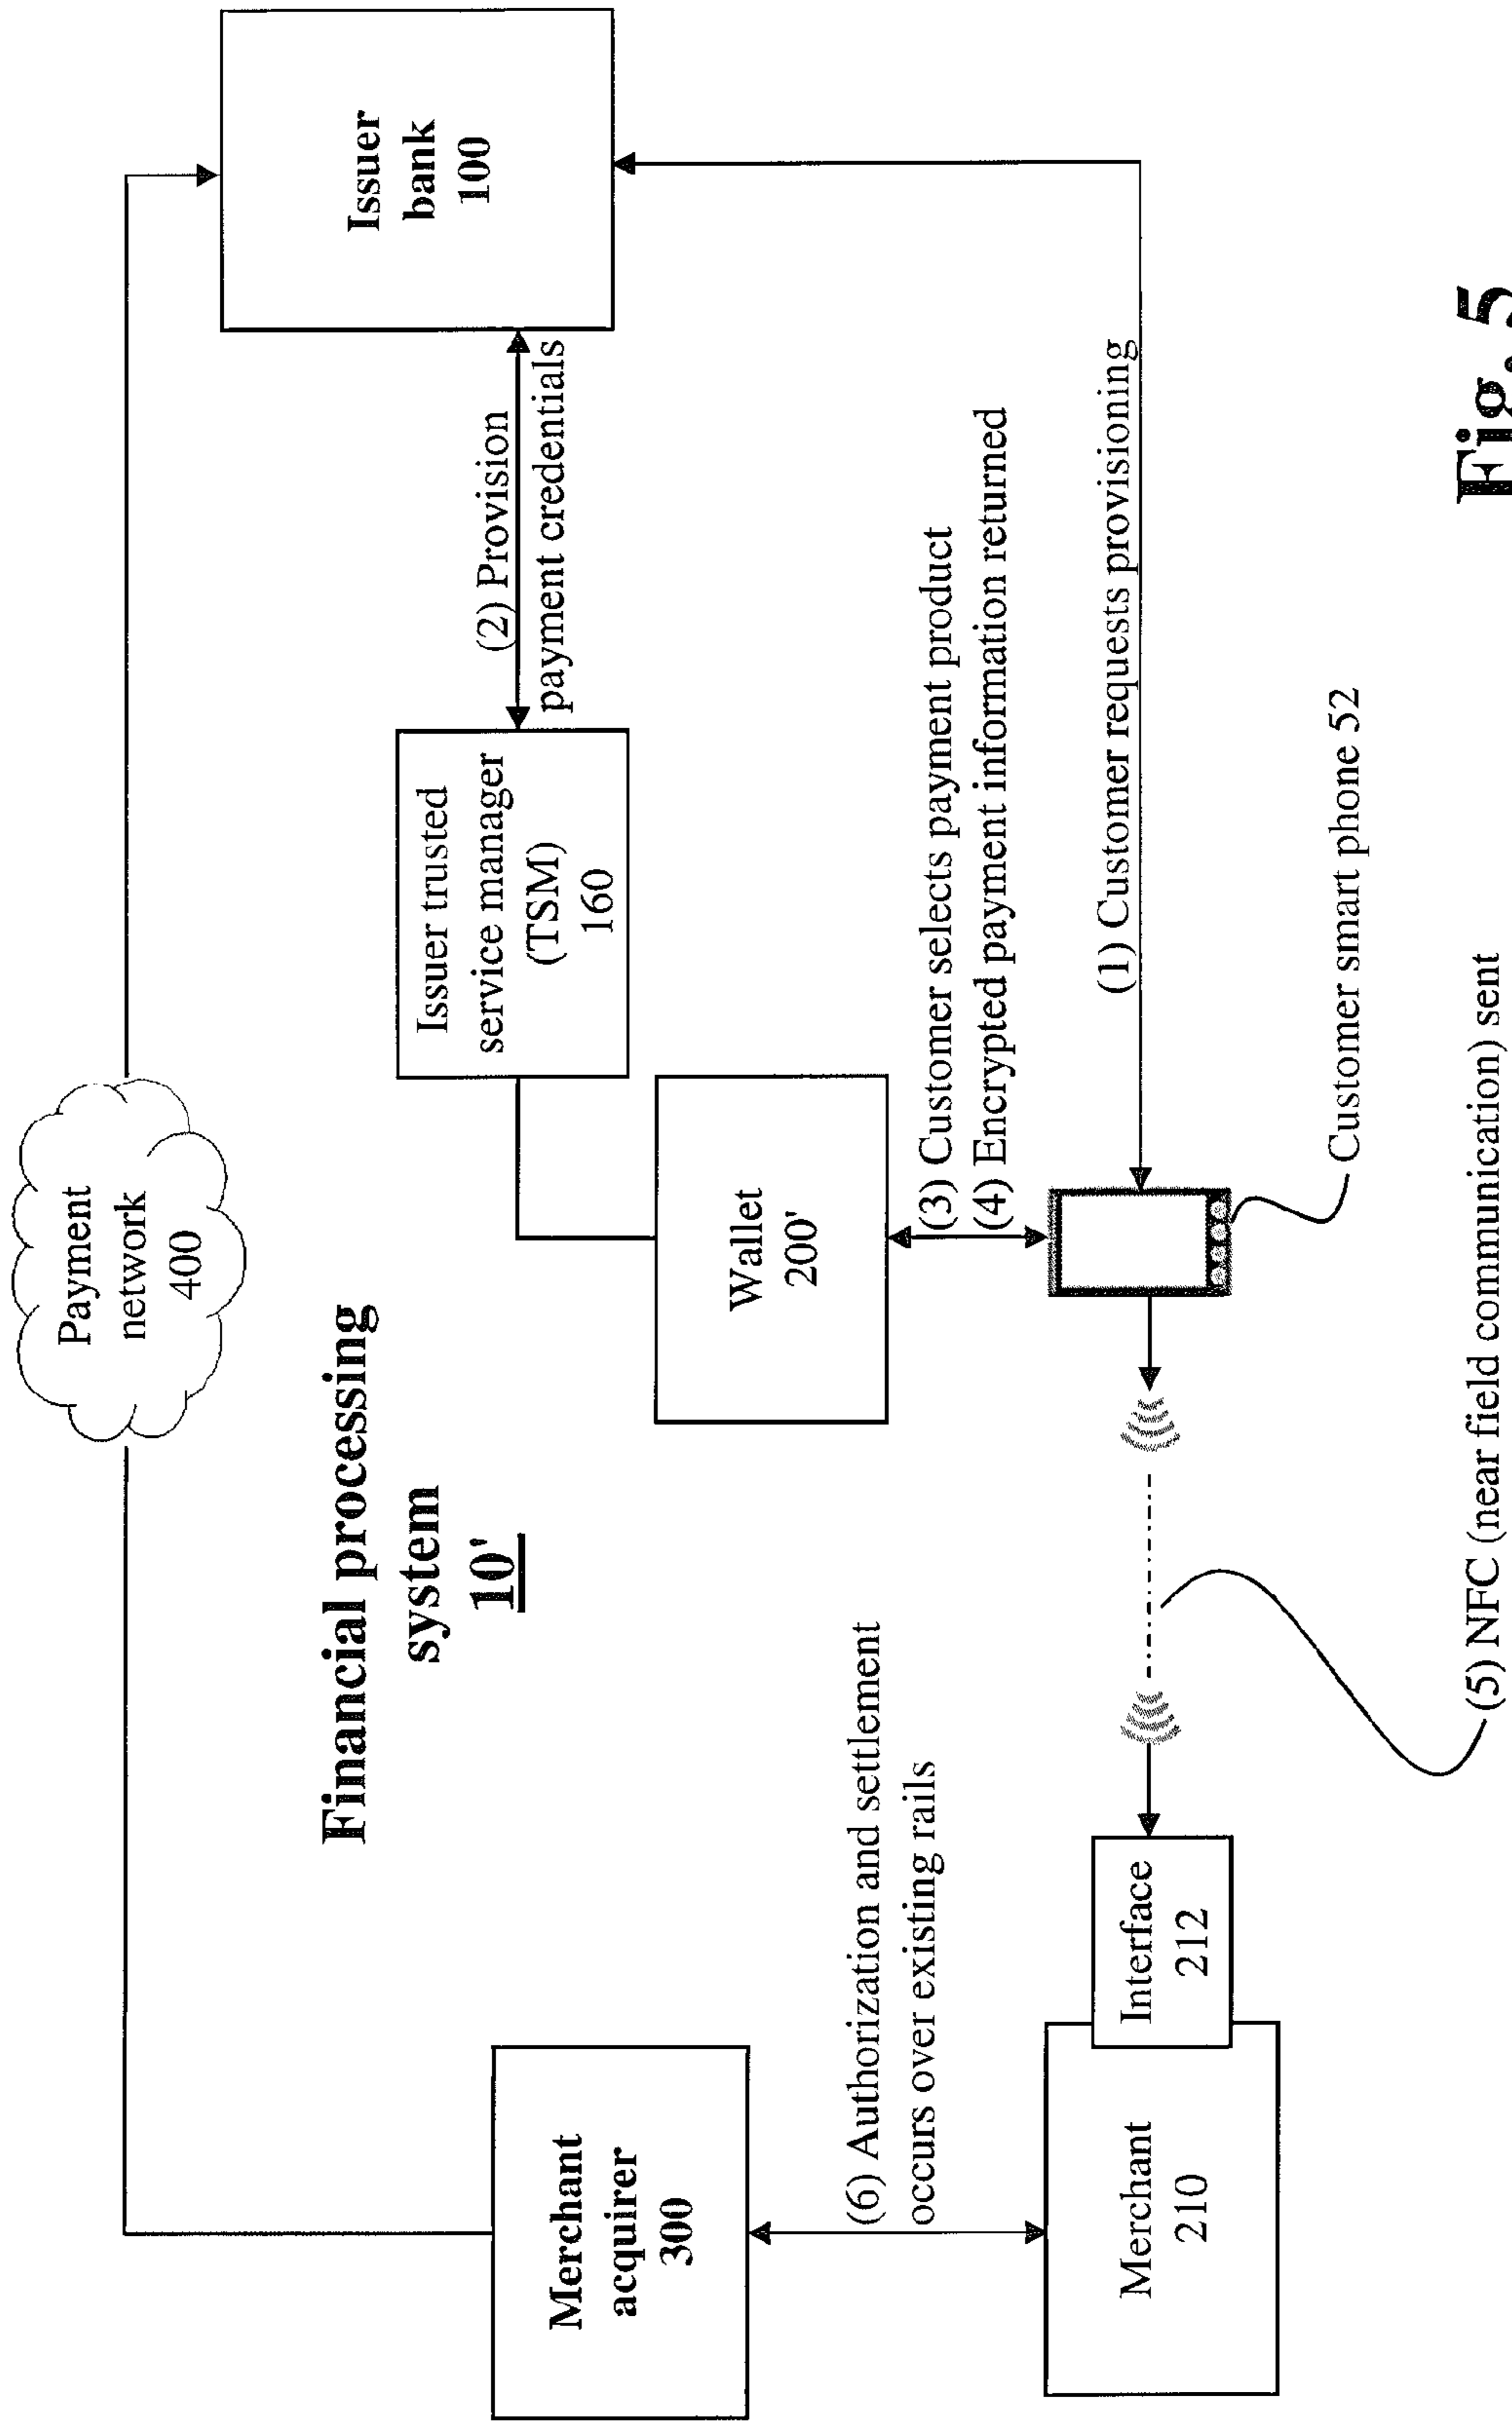 Payment
network
400
Financial processing
system
10'
Issuer
bank
100
(2) Provision
payment credentials
Issuer trusted
service manager
(TSM)
160
Wallet
200'
(3) Customer selects payment product
(4) Encrypted payment information returned
(1) Customer requests provisioning
Merchant
acquirer
300
(6) Authorization and settlement
occurs over existing rails
Merchant
210
Interface
212
Customer smart phone 52
(5) NFC (near field communication) sent
Fig. 5